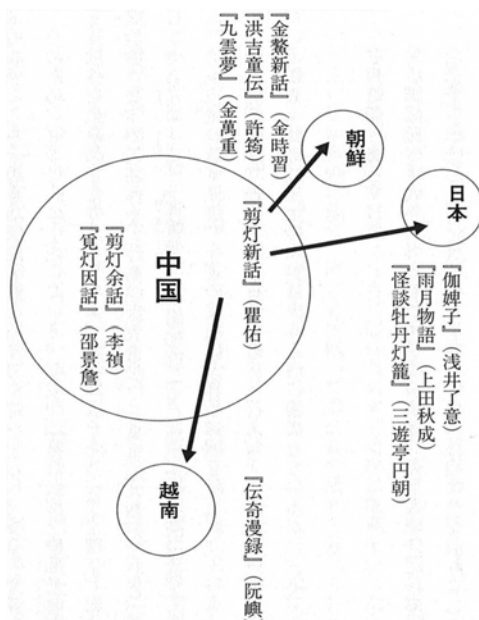 『金鰲新話』(金時習)
『洪吉童伝』(許筠)
『九雲夢』(金萬重)
朝鮮
日本
『伽婢子』(浅井了意)
『雨月物語』(上田秋成)
『怪談牡丹灯籠』(三遊亭円朝)
『剪灯新話』(瞿佑)
中国
『剪灯余話』(李禎)
『覓灯因話』(邵景詹)
越南
『伝奇漫録』(阮嶼)